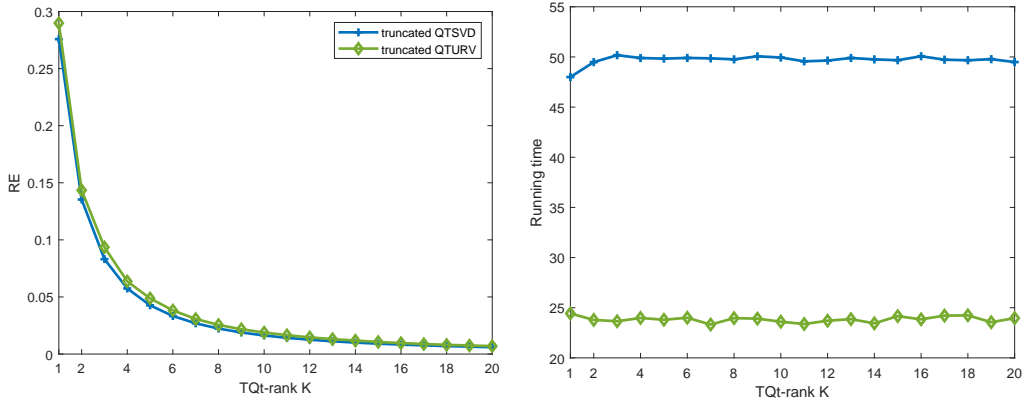 0.3
0.25
0.2
0.15
0.1
0.05
0
RE
1 2 4 6 8 10 12 14 16 18 20
TQt-rank K
truncated QTSVD
truncated QTURV
55
50
45
40
35
30
25
20
Running time
1 2 4 6 8 10 12 14 16 18 20
TQt-rank K